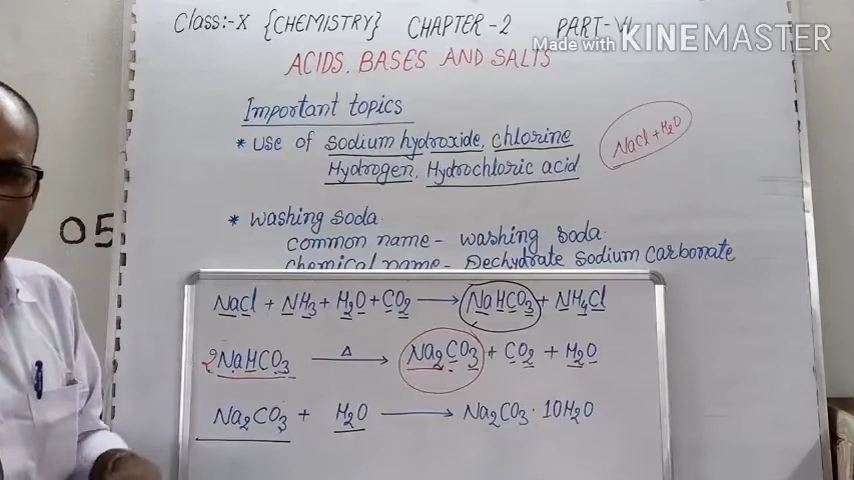 Class:-X {CHEMISTRY} CHAPTER-2 PART-VI
Made with KINEMASTER
ACIDS, BASES AND SALTS
Important topics
* USE OF Sodium hydroxide, chlorine
Hydrogen, Hydrochloric acid
NaCl + H2O
05
* Washing Soda
Common name - washing Soda
Chemical name - Dechydrate Sodium Carbonate
NaCl + NH3 + H2O + CO2 → NaHCO3 + NH4Cl
2NaHCO3 Δ→ Na2CO3 + CO2 + H2O
Na2CO3 + H2O → Na2CO3·10H2O